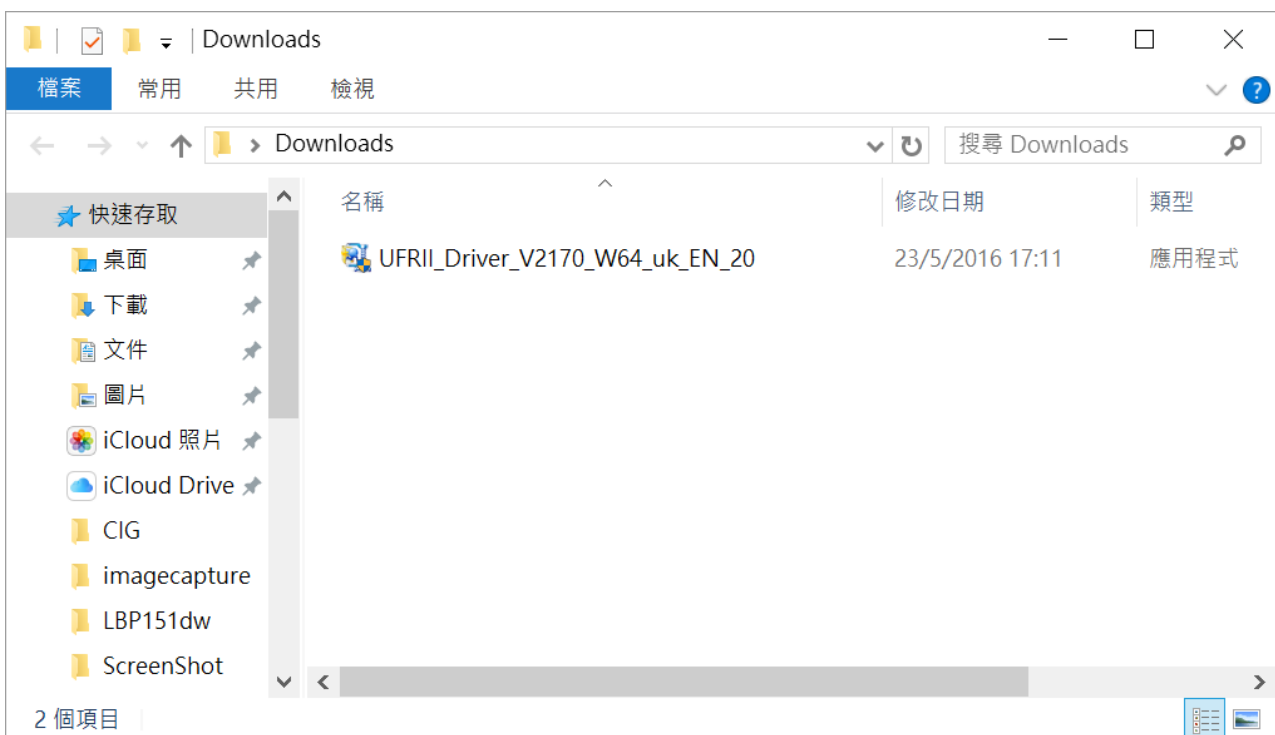 Downloads
檔案 常用 共用 檢視
Downloads 搜尋 Downloads
名稱 修改日期 類型
快速存取
UFRII_Driver_V2170_W64_uk_EN_20 23/5/2016 17:11 應用程式
桌面
下載
文件
圖片
iCloud 照片
iCloud Drive
CIG
imagecapture
LBP151dw
ScreenShot
2 個項目